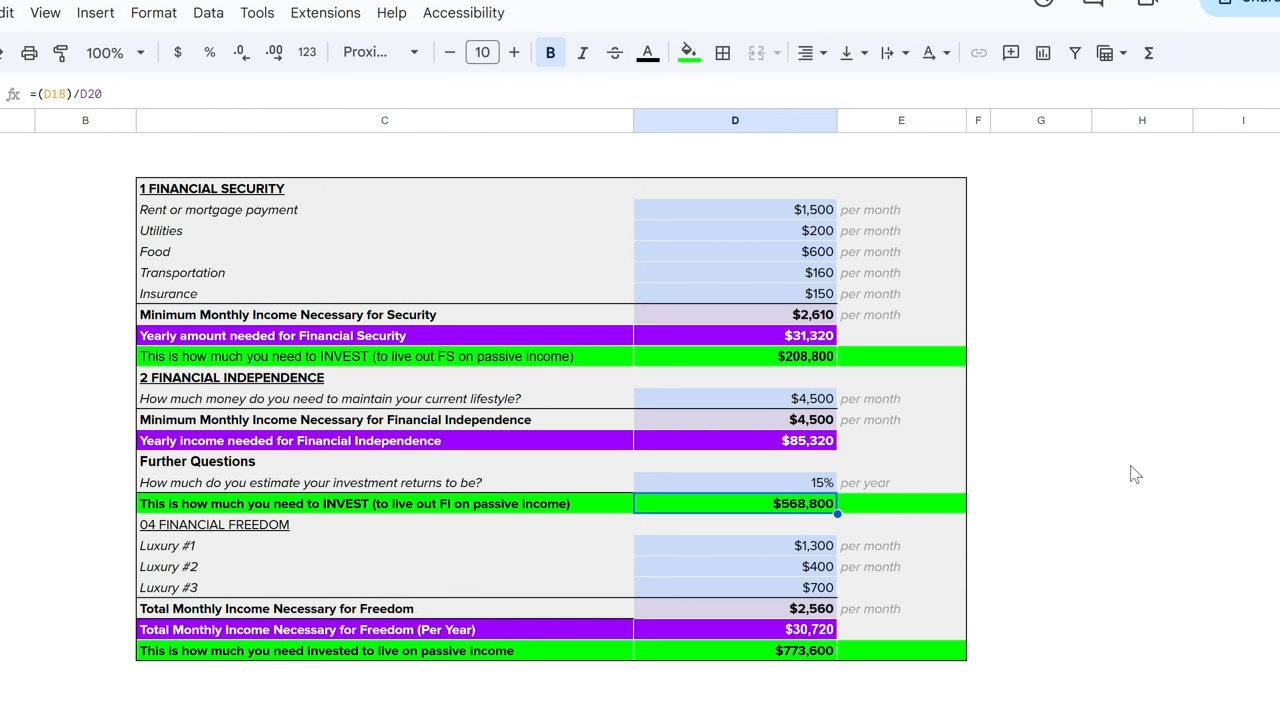 dit View Insert Format Data Tools Extensions Help Accessibility
100% $ % .0 .00 123 Proxi... − 10 + B I S A Σ
fx =(D18)/D20
B C D E F G H I
1 FINANCIAL SECURITY
Rent or mortgage payment $1,500 per month
Utilities $200 per month
Food $600 per month
Transportation $160 per month
Insurance $150 per month
Minimum Monthly Income Necessary for Security $2,610 per month
Yearly amount needed for Financial Security $31,320
This is how much you need to INVEST (to live out FS on passive income) $208,800
2 FINANCIAL INDEPENDENCE
How much money do you need to maintain your current lifestyle? $4,500 per month
Minimum Monthly Income Necessary for Financial Independence $4,500 per month
Yearly income needed for Financial Independence $85,320
Further Questions
How much do you estimate your investment returns to be? 15% per year
This is how much you need to INVEST (to live out FI on passive income) $568,800
04 FINANCIAL FREEDOM
Luxury #1 $1,300 per month
Luxury #2 $400 per month
Luxury #3 $700
Total Monthly Income Necessary for Freedom $2,560 per month
Total Monthly Income Necessary for Freedom (Per Year) $30,720
This is how much you need invested to live on passive income $773,600